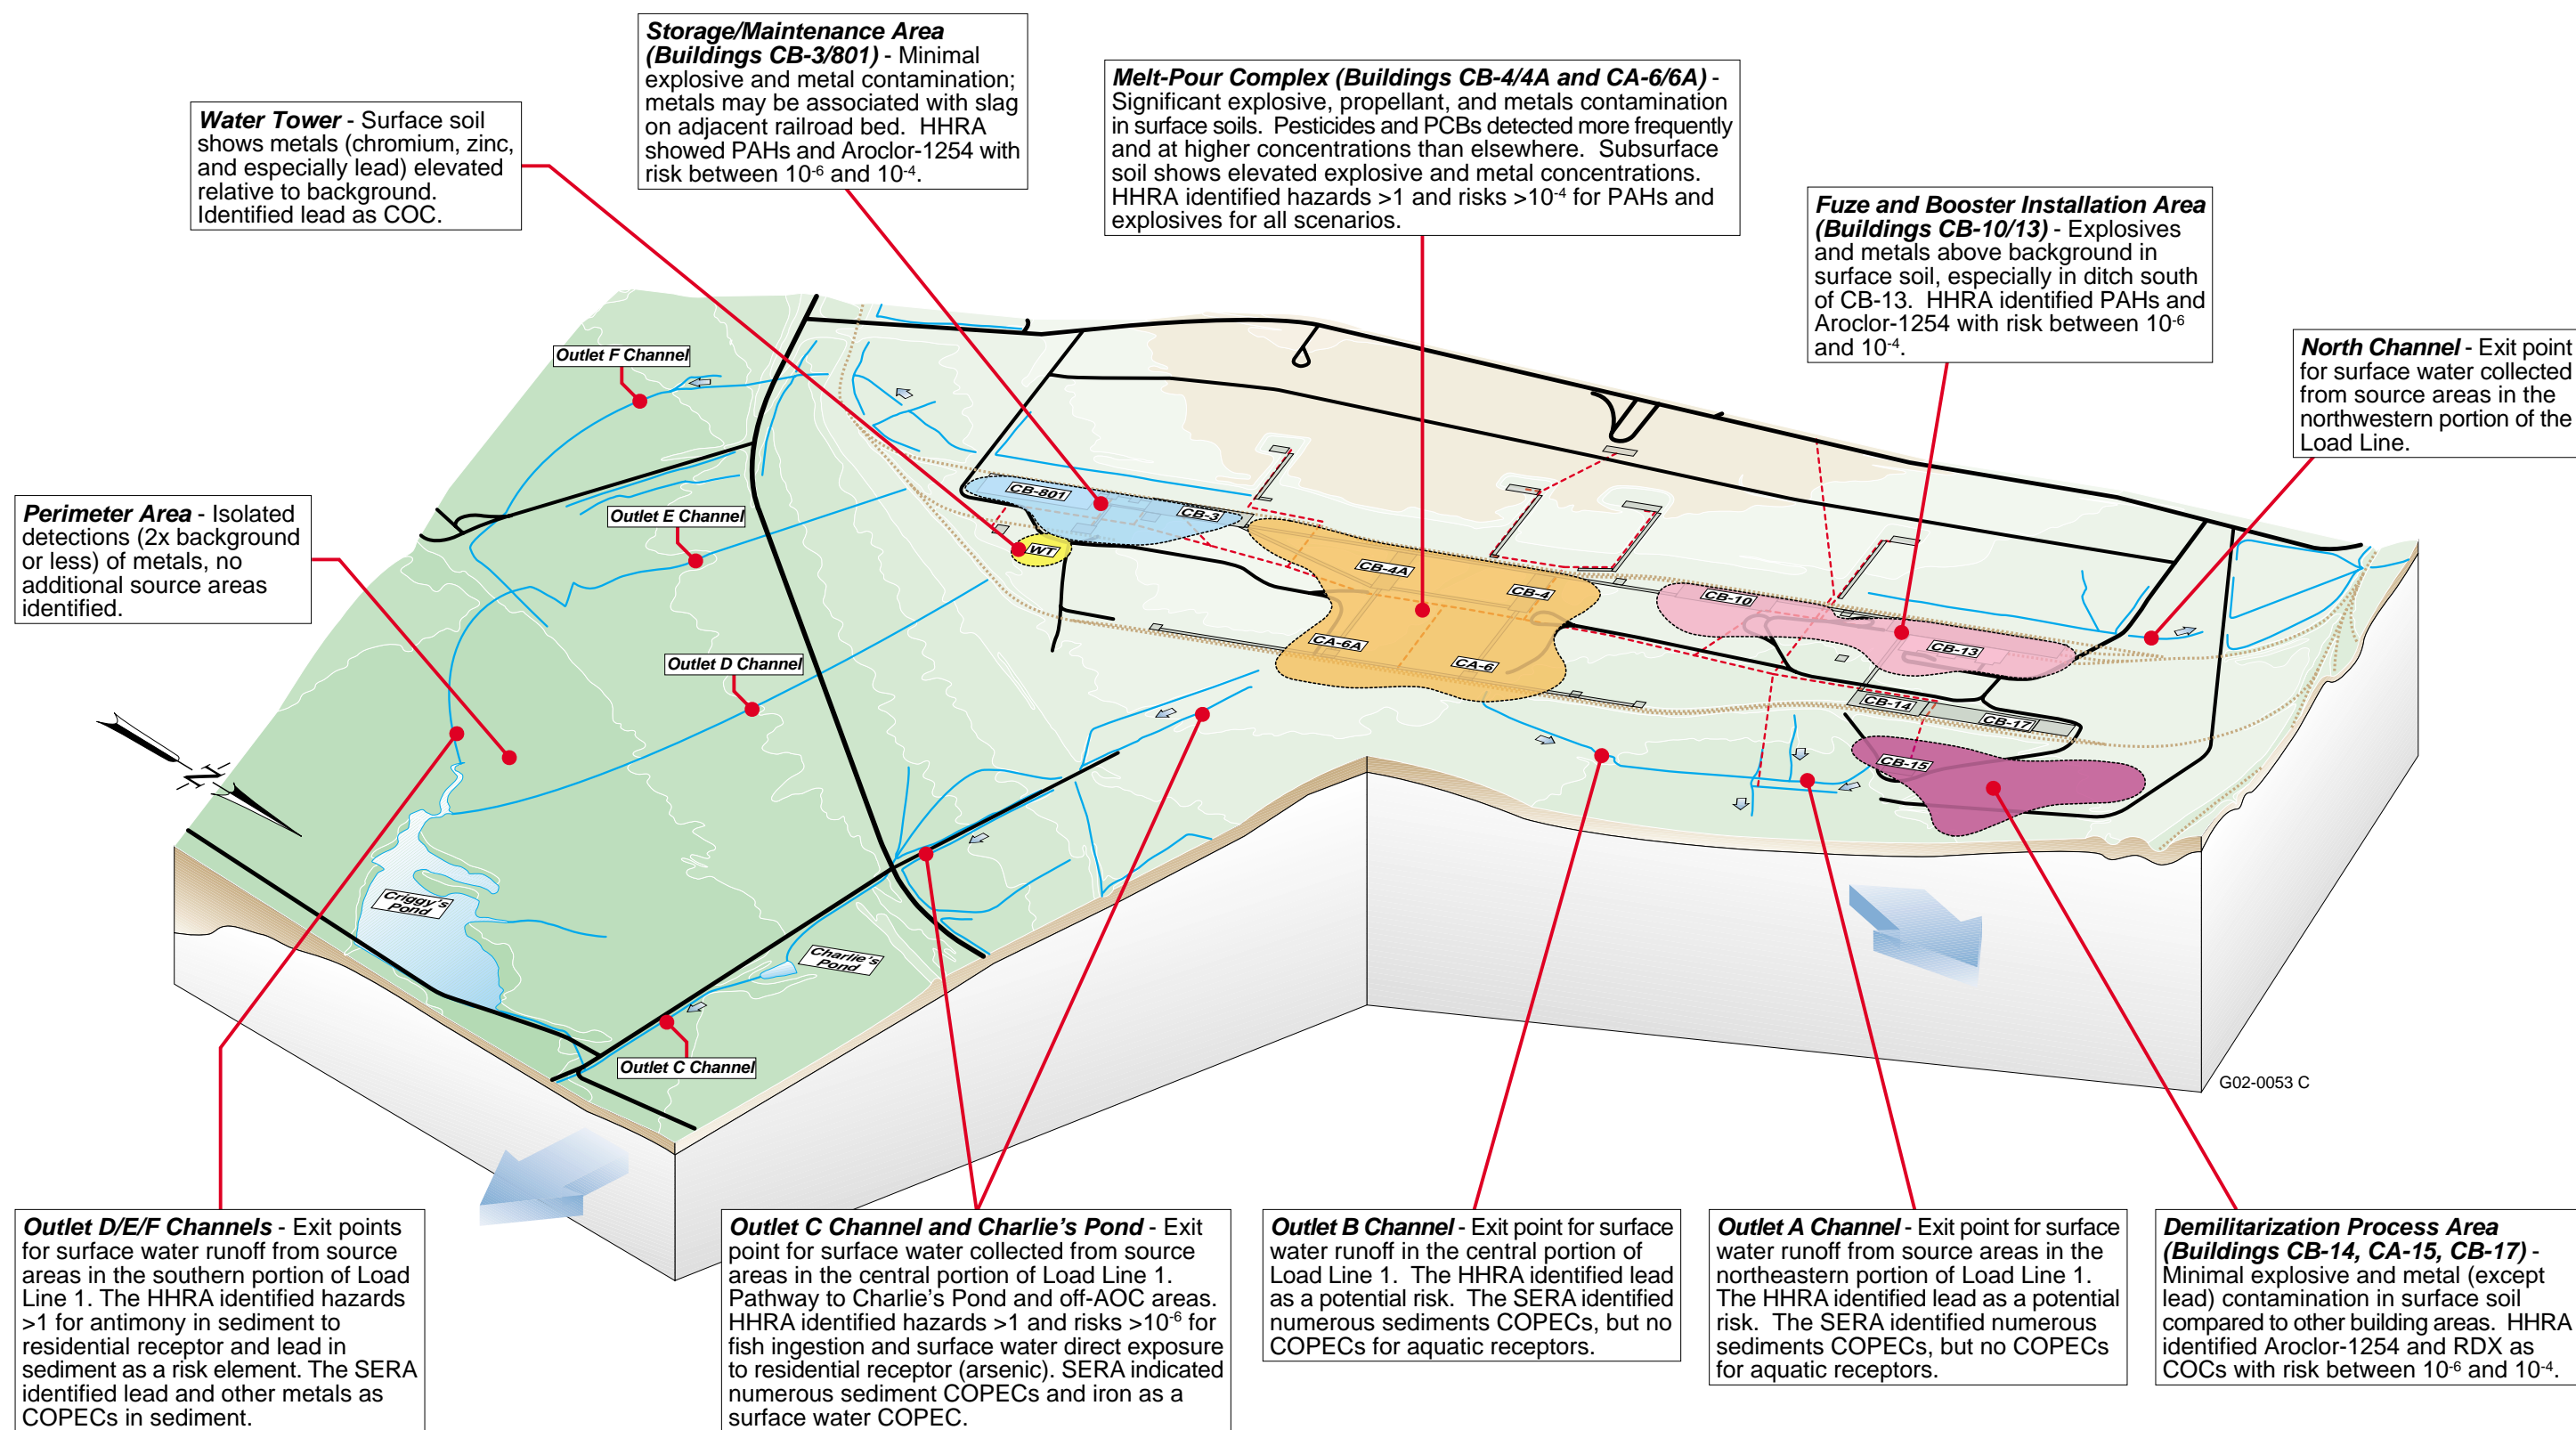 Storage/Maintenance Area
(Buildings CB-3/801) - Minimal
explosive and metal contamination;
metals may be associated with slag
on adjacent railroad bed.  HHRA
showed PAHs and Aroclor-1254 with
risk between 10-6 and 10-4.
Melt-Pour Complex (Buildings CB-4/4A and CA-6/6A) -
Significant explosive, propellant, and metals contamination
in surface soils.  Pesticides and PCBs detected more frequently
and at higher concentrations than elsewhere.  Subsurface
soil shows elevated explosive and metal concentrations.
HHRA identified hazards >1 and risks >10-4 for PAHs and
explosives for all scenarios.
Water Tower - Surface soil
shows metals (chromium, zinc,
and especially lead) elevated
relative to background.
Identified lead as COC.
Fuze and Booster Installation Area
(Buildings CB-10/13) - Explosives
and metals above background in
surface soil, especially in ditch south
of CB-13.  HHRA identified PAHs and
Aroclor-1254 with risk between 10-6
and 10-4.
North Channel - Exit point
for surface water collected
from source areas in the
northwestern portion of the
Load Line.
Perimeter Area - Isolated
detections (2x background
or less) of metals, no
additional source areas
identified.
Outlet F Channel
Outlet E Channel
Outlet D Channel
CB-801
CB-3
WT
CB-4A
CB-4
CA-6A
CA-6
CB-10
CB-13
CB-14
CB-17
CB-15
N
Criggy's
Pond
Charlie's
Pond
Outlet C Channel
G02-0053 C
Outlet D/E/F Channels - Exit points
for surface water runoff from source
areas in the southern portion of Load
Line 1. The HHRA identified hazards
>1 for antimony in sediment to
residential receptor and lead in
sediment as a risk element. The SERA
identified lead and other metals as
COPECs in sediment.
Outlet C Channel and Charlie's Pond - Exit
point for surface water collected from source
areas in the central portion of Load Line 1.
Pathway to Charlie's Pond and off-AOC areas.
HHRA identified hazards >1 and risks >10-6 for
fish ingestion and surface water direct exposure
to residential receptor (arsenic). SERA indicated
numerous sediment COPECs and iron as a
surface water COPEC.
Outlet B Channel - Exit point for surface
water runoff in the central portion of
Load Line 1.  The HHRA identified lead
as a potential risk.  The SERA identified
numerous sediments COPECs, but no
COPECs for aquatic receptors.
Outlet A Channel - Exit point for surface
water runoff from source areas in the
northeastern portion of Load Line 1.
The HHRA identified lead as a potential
risk.  The SERA identified numerous
sediments COPECs, but no COPECs
for aquatic receptors.
Demilitarization Process Area
(Buildings CB-14, CA-15, CB-17) -
Minimal explosive and metal (except
lead) contamination in surface soil
compared to other building areas.  HHRA
identified Aroclor-1254 and RDX as
COCs with risk between 10-6 and 10-4.